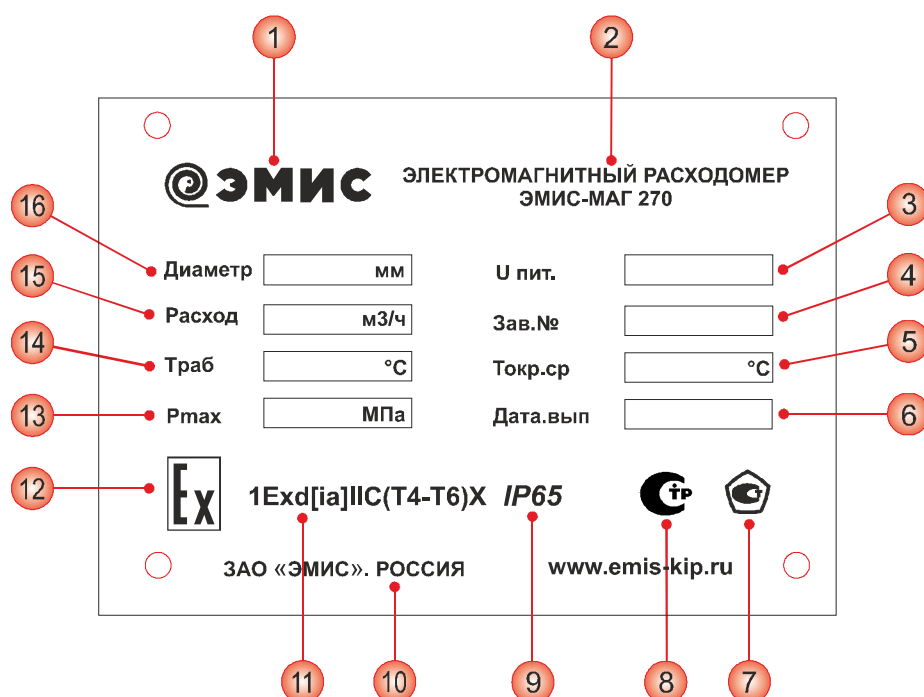 1
2
ЭМИС
ЭЛЕКТРОМАГНИТНЫЙ РАСХОДОМЕР
ЭМИС-МАГ 270
16
3
Диаметр мм
U пит.
15
4
Расход м3/ч
Зав.№
14
5
Траб °С
Токр.ср °С
13
6
Pmax МПа
Дата.вып
12
Ex
1Exd[ia]IIC(T4-T6)X IP65
СТР
ЗАО «ЭМИС». РОССИЯ
www.emis-kip.ru
11
10
9
8
7